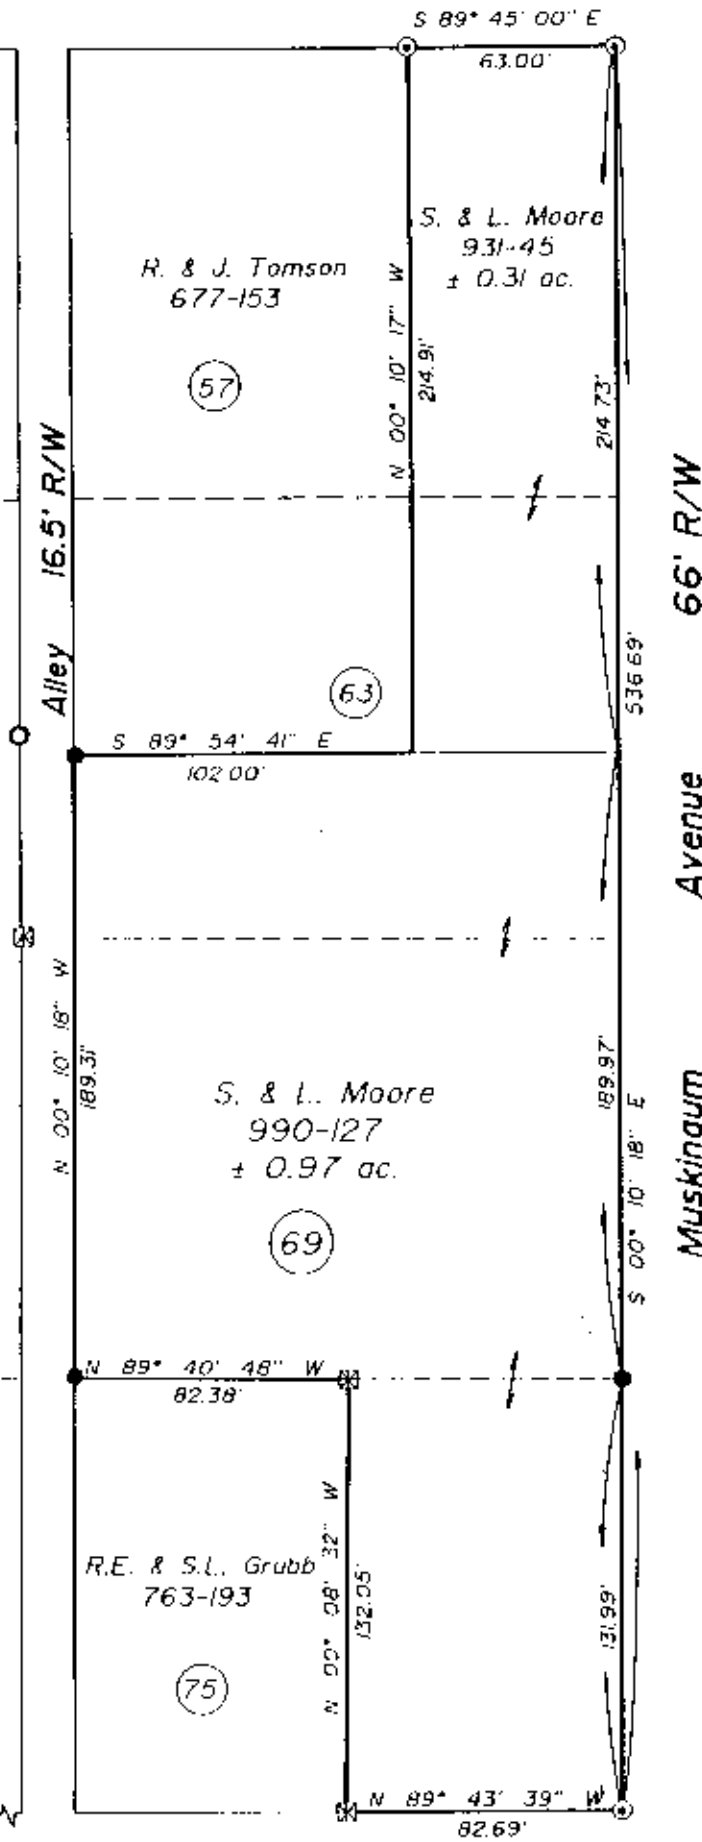 S 89° 45' 00" E
63.00'
S. & L. Moore
931-45
± 0.31 ac.
R. & J. Tomson
677-153
57
N 00° 10' 17" W
214.91'
214.73'
Alley 16.5' R/W
66' R/W
63
536.69'
S 89° 54' 41" E
102.00'
Avenue
N 00° 10' 18" W
189.31'
S. & L. Moore
990-127
± 0.97 ac.
69
189.97'
S 00° 10' 18" E
Muskingum
N 89° 40' 48" W
82.38'
R.E. & S.L. Grubb
763-193
75
N 00° 08' 32" W
132.05'
131.99'
N 89° 43' 39" W
82.69'